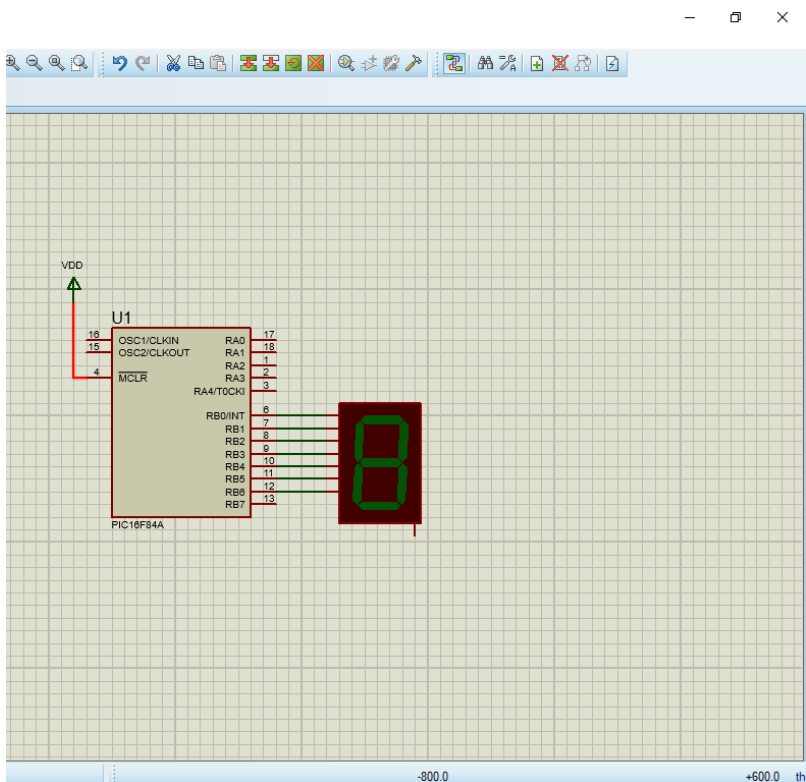 VDD
U1
16 OSC1/CLKIN RA0 17
15 OSC2/CLKOUT RA1 18
RA2 1
4 MCLR RA3 2
RA4/T0CKI 3
RB0/INT 6
RB1 7
RB2 8
RB3 9
RB4 10
RB5 11
RB6 12
RB7 13
PIC16F84A
-800.0 +600.0 th